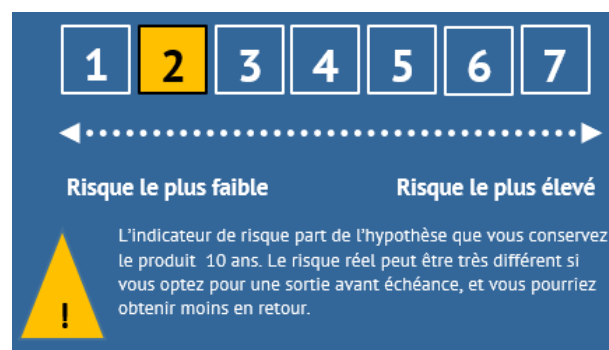 1 2 3 4 5 6 7
Risque le plus faible Risque le plus élevé
L'indicateur de risque part de l'hypothèse que vous conservez
le produit 10 ans. Le risque réel peut être très différent si
vous optez pour une sortie avant échéance, et vous pourriez
obtenir moins en retour.
!